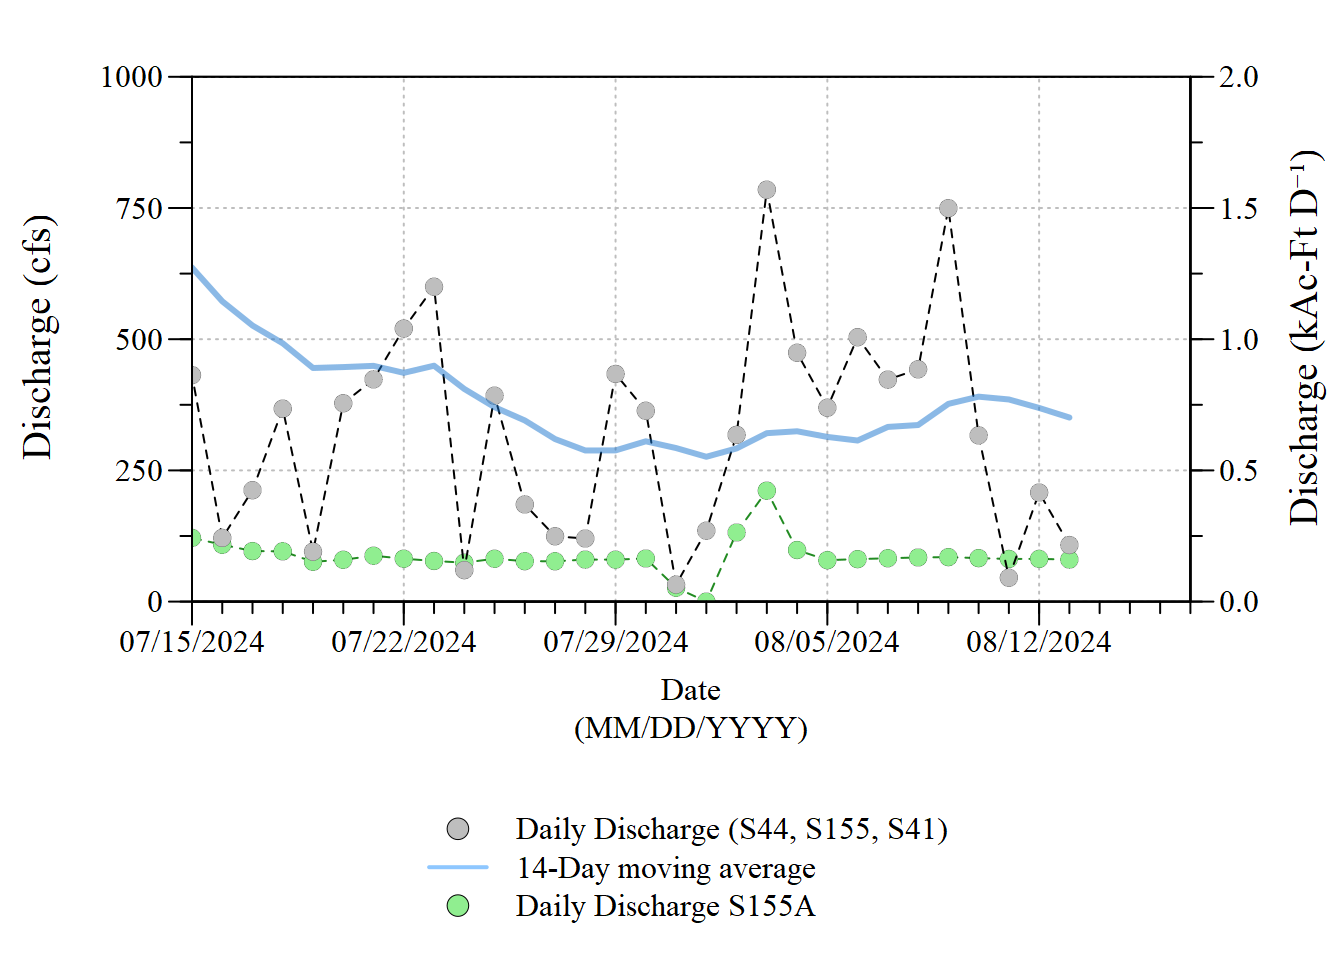 1000
750
500
250
0
2.0
1.5
1.0
0.5
0.0
Discharge (cfs)
Discharge (kAc-Ft D⁻¹)
07/15/2024 07/22/2024 07/29/2024 08/05/2024 08/12/2024
Date
(MM/DD/YYYY)
Daily Discharge (S44, S155, S41)
14-Day moving average
Daily Discharge S155A